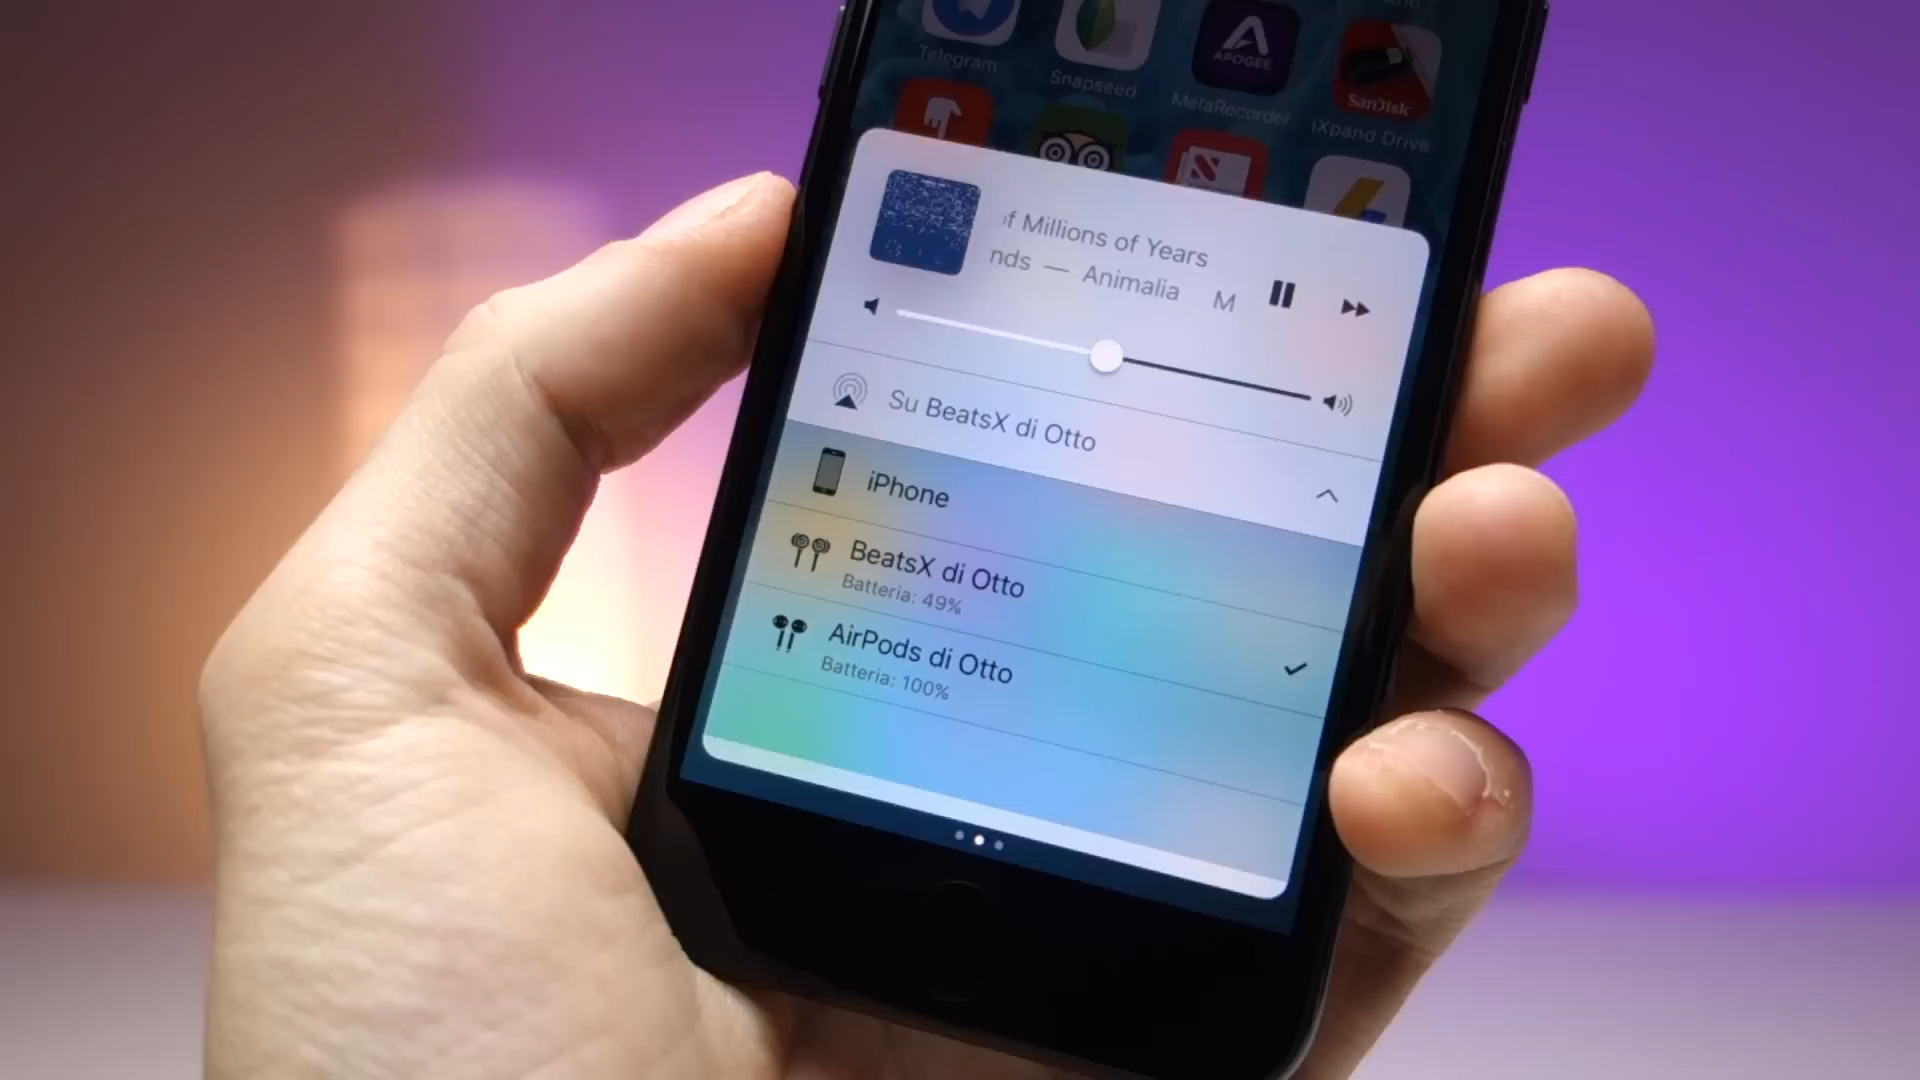 Telegram
Snapseed
APOGEE
MetaRecorder
SanDisk
iXpand Drive
f Millions of Years
nds — Animalia M
Su BeatsX di Otto
iPhone
BeatsX di Otto
Batteria: 49%
AirPods di Otto
Batteria: 100%